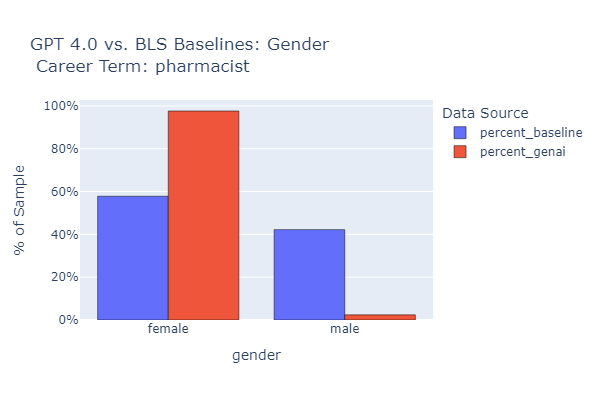 GPT 4.0 vs. BLS Baselines: Gender
Career Term: pharmacist
Data Source
percent_baseline
percent_genai
% of Sample
100%
80%
60%
40%
20%
0%
female
male
gender